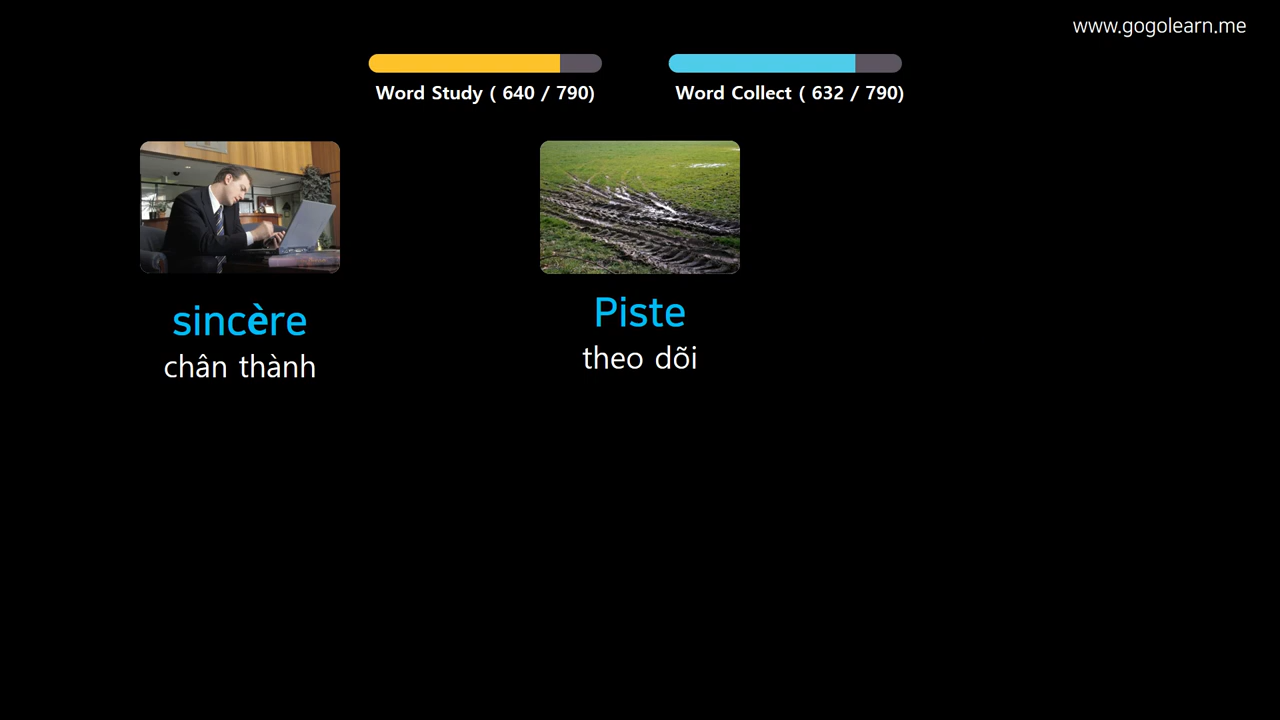 www.gogolearn.me
Word Study ( 640 / 790)
Word Collect ( 632 / 790)
sincère
chân thành
Piste
theo dõi